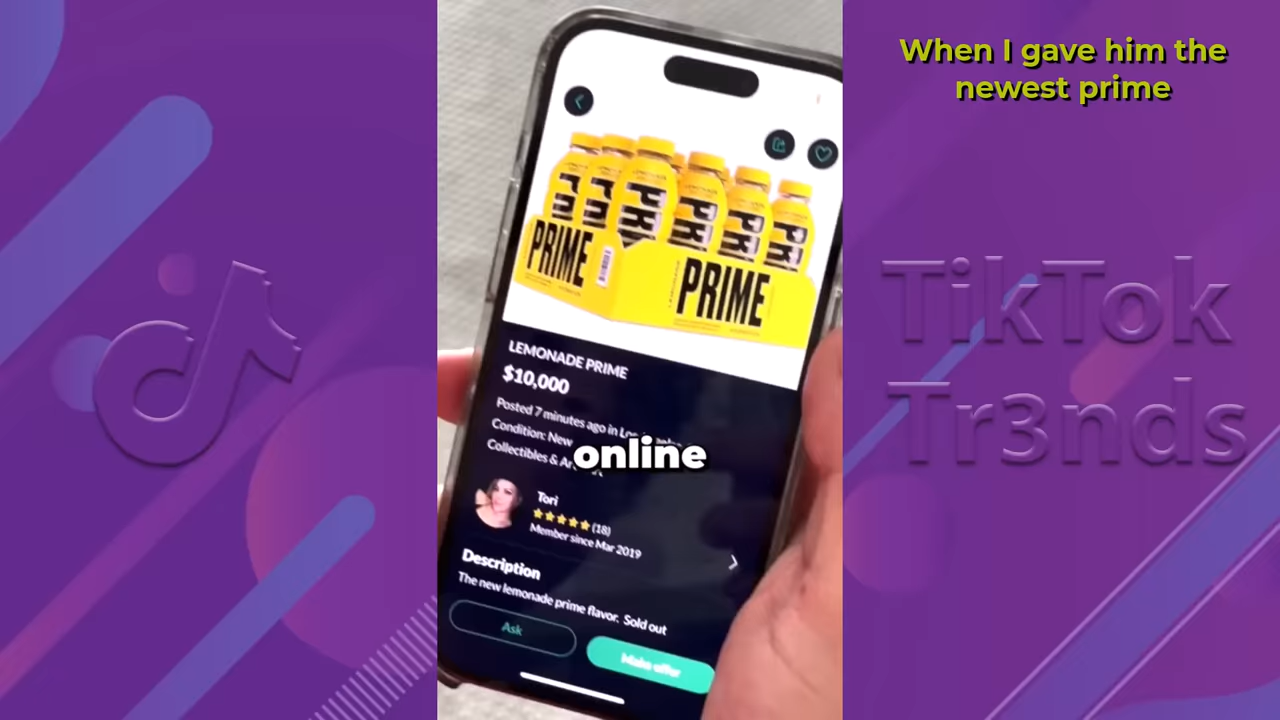 When I gave him the
newest prime
PRIME
PRIME
LEMONADE PRIME
$10,000
Posted 7 minutes ago in
Condition: New
Collectibles &
online
Tori
(18)
Member since Mar 2019
Description
The new lemonade prime flavor. Sold out
Ask
Make offer
TikTok
Tr3nds